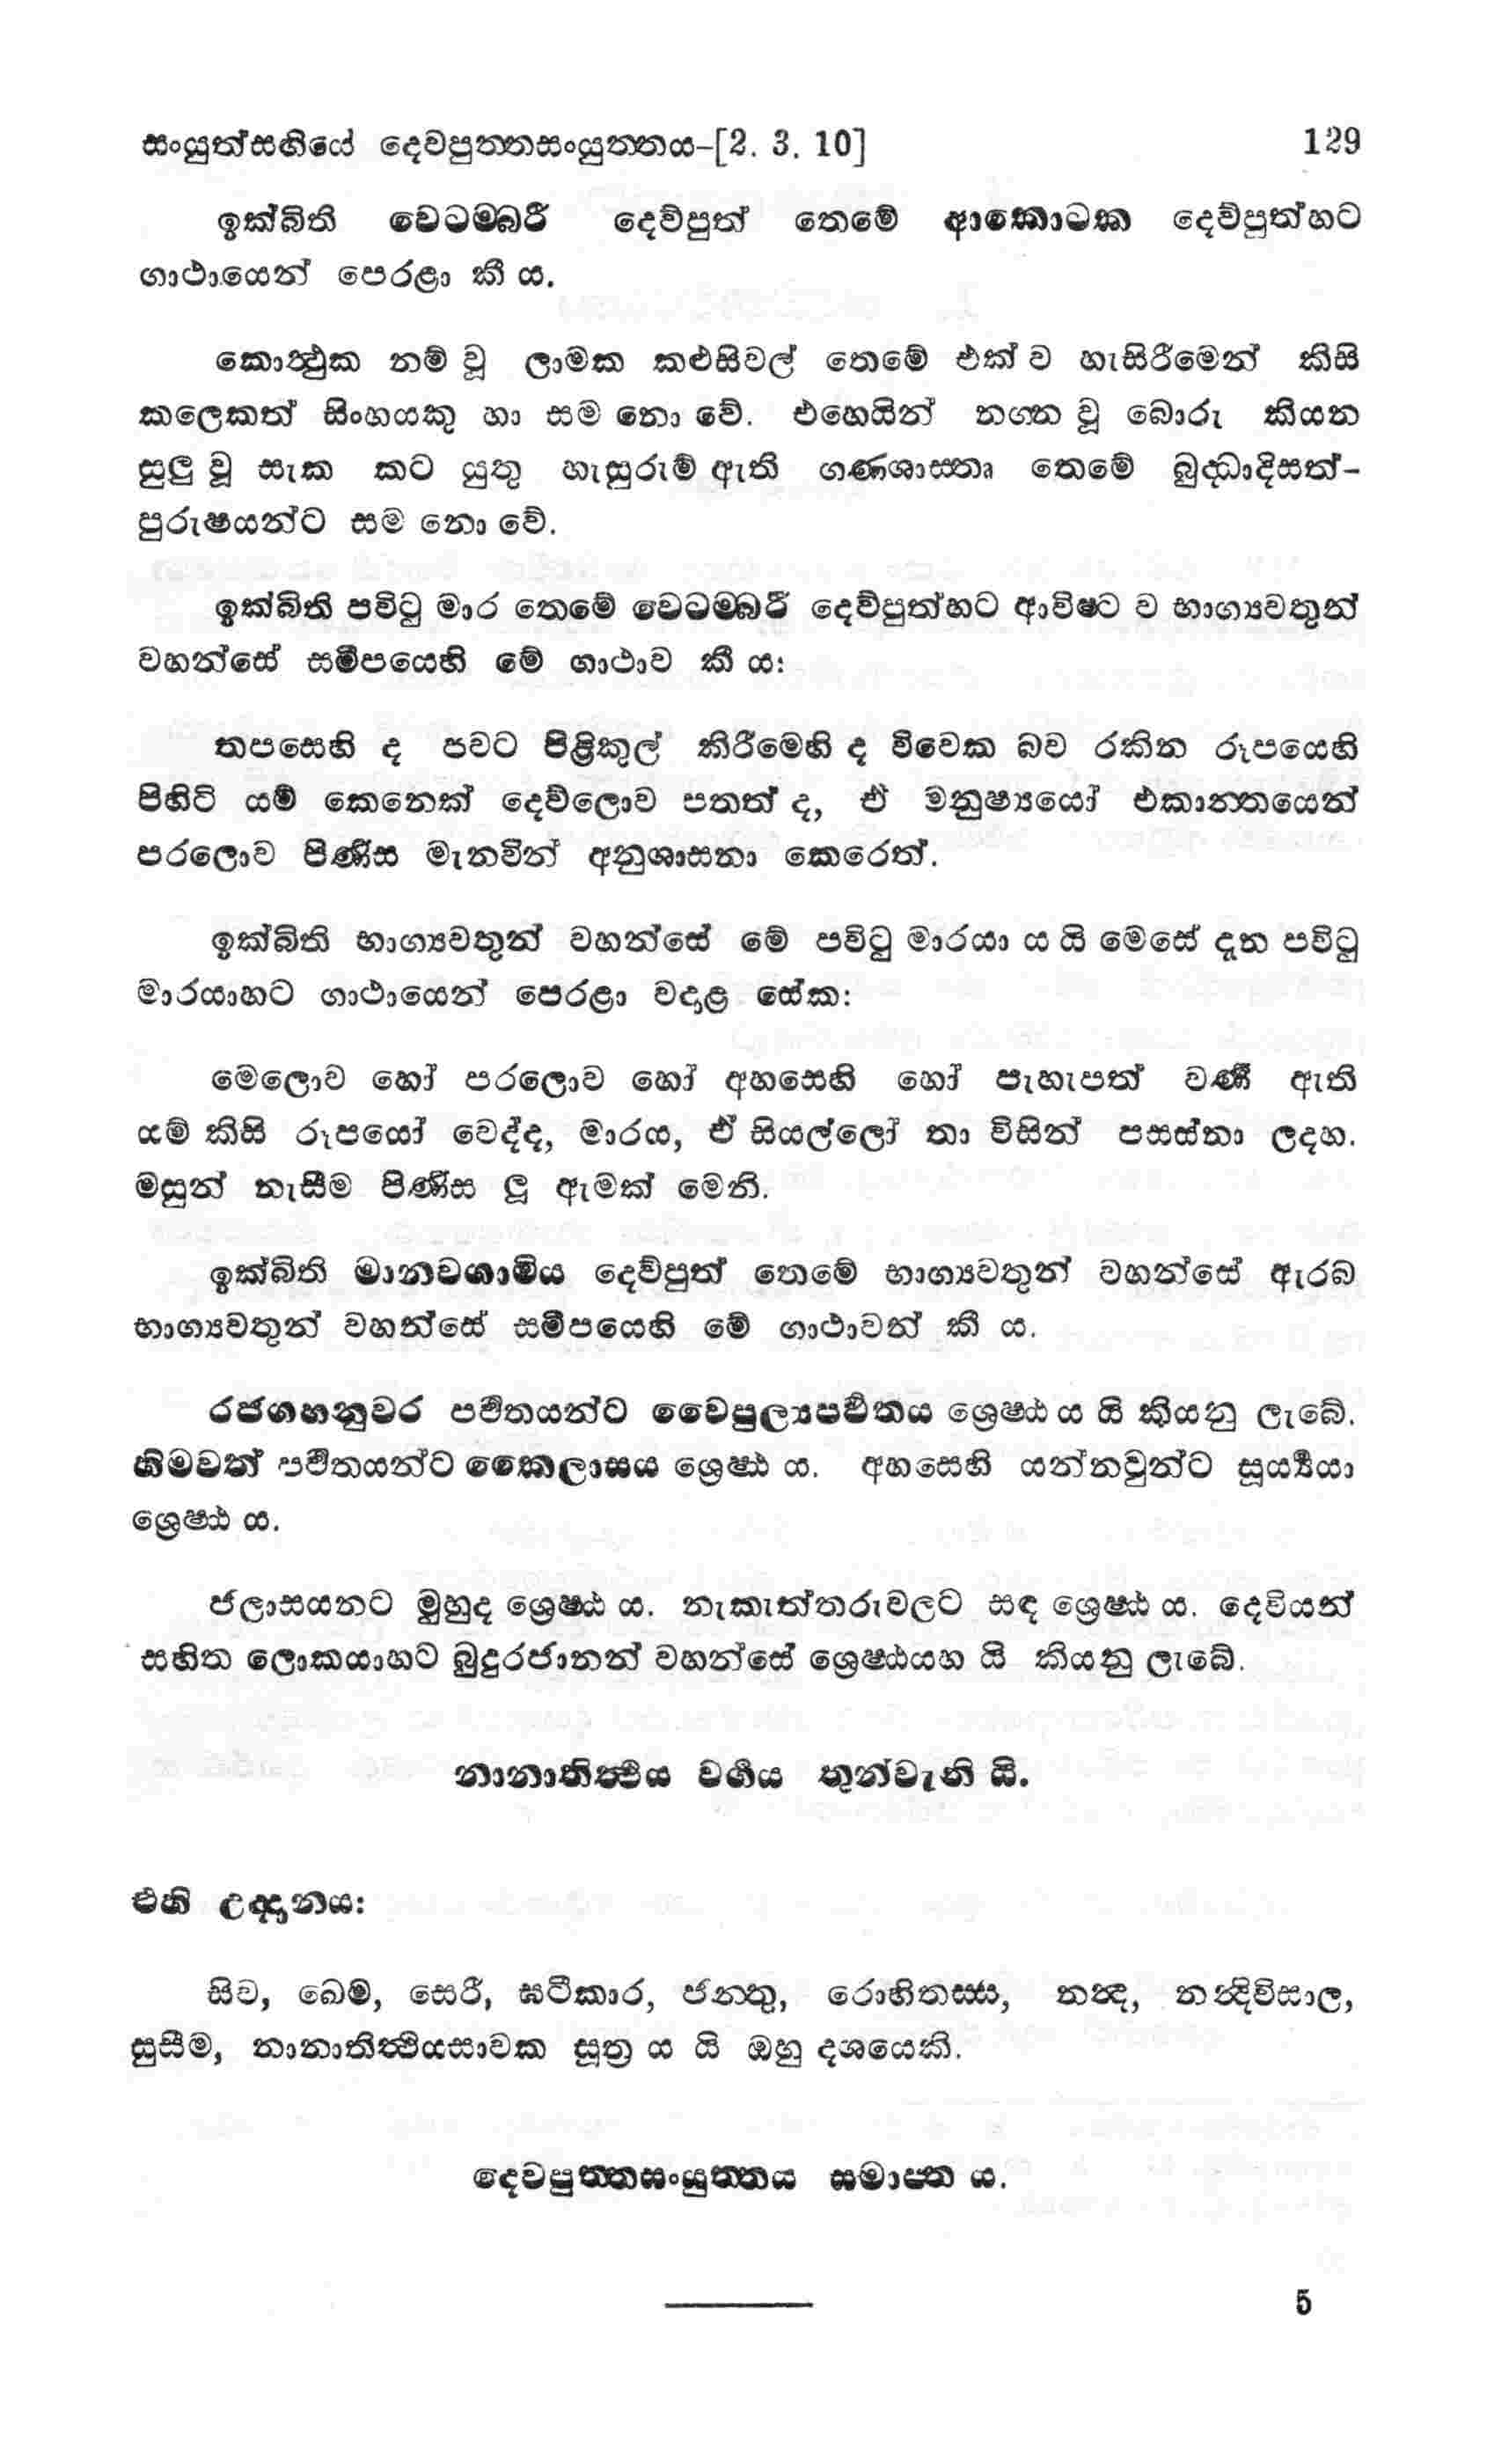 සංයුත්සඟියේ දෙවපුත්තසංයුත්තය–[2. 3. 10] 129
ඉක්බිති වෙටම්බරී දෙව්පුත් තෙමේ ආකොටක දෙව්පුත්හට
ගාථායෙන් පෙරළා කී ය.
කොත්‍ථුක නම් වූ ලාමක කළුසිවල් තෙමේ එක් ව හැසිරීමෙන් කිසි
කලෙකත් සිංහයකු හා සම නො වේ. එහෙයින් නග්න වූ බොරු කියන
සුලු වූ සැක කට යුතු හැසුරුම් ඇති ගණශාස්තෘ තෙමේ බුද්ධාදිසත්-
පුරුෂයන්ට සම නො වේ.
ඉක්බිති පවිටු මාර තෙමේ වෙටම්බරී දෙව්පුත්හට ආවිෂ්ට ව භාග්‍යවතුන්
වහන්සේ සමීපයෙහි මේ ගාථාව කී ය:
තපසෙහි ද පවට පිළිකුල් කිරීමෙහි ද විවෙක බව රකින රූපයෙහි
පිහිටි යම් කෙනෙක් දෙව්ලොව පතත් ද, ඒ මනුෂ්‍යයෝ එකාන්තයෙන්
පරලොව පිණිස මැනවින් අනුශාසනා කෙරෙත්.
ඉක්බිති භාග්‍යවතුන් වහන්සේ මේ පවිටු මාරයා ය යි මෙසේ දැන පවිටු
මාරයාහට ගාථායෙන් පෙරළා වදාළ සේක:
මෙලොව හෝ පරලොව හෝ අහසෙහි හෝ පැහැපත් වර්‍ණ ඇති
යම් කිසි රූපයෝ වෙද්ද, මාරය, ඒ සියල්ලෝ තා විසින් පසස්නා ලදහ.
මසුන් නැසීම පිණිස ලූ ඇමක් මෙනි.
ඉක්බිති මානවගාමිය දෙව්පුත් තෙමේ භාග්‍යවතුන් වහන්සේ ඇරබ
භාග්‍යවතුන් වහන්සේ සමීපයෙහි මේ ගාථාවන් කී ය.
රජගහනුවර පර්‍වතයන්ට වෛපුල්‍යපර්‍වතය ශ්‍රෙෂ්ඨ ය යි කියනු ලැබේ.
හිමවත් පර්‍වතයන්ට කෛලාසය ශ්‍රෙෂ්ඨ ය. අහසෙහි යන්නවුන්ට සූර්‍ය්‍යයා
ශ්‍රෙෂ්ඨ ය.
ජලාසයනට මුහුද ශ්‍රෙෂ්ඨ ය. නැකැත්තරුවලට සඳ ශ්‍රෙෂ්ඨ ය. දෙවියන්
සහිත ලොකයාහට බුදුරජානන් වහන්සේ ශ්‍රෙෂ්ඨයහ යි කියනු ලැබේ.
නානාතිර්‍ත්‍ථිය වර්‍ගය තුන්වැනි යි.
එහි උද්දානය:
සිව, ඛෙම, සෙරී, ඝටීකාර, ජන්තු, රොහිතස්ස, නන්ද, නන්දිවිසාල,
සුසීම, නානාතිත්‍ථියසාවක සූත්‍ර ය යි ඔහු දශයෙකි.
දෙවපුත්තසංයුත්තය සමාප්ත ය.
5